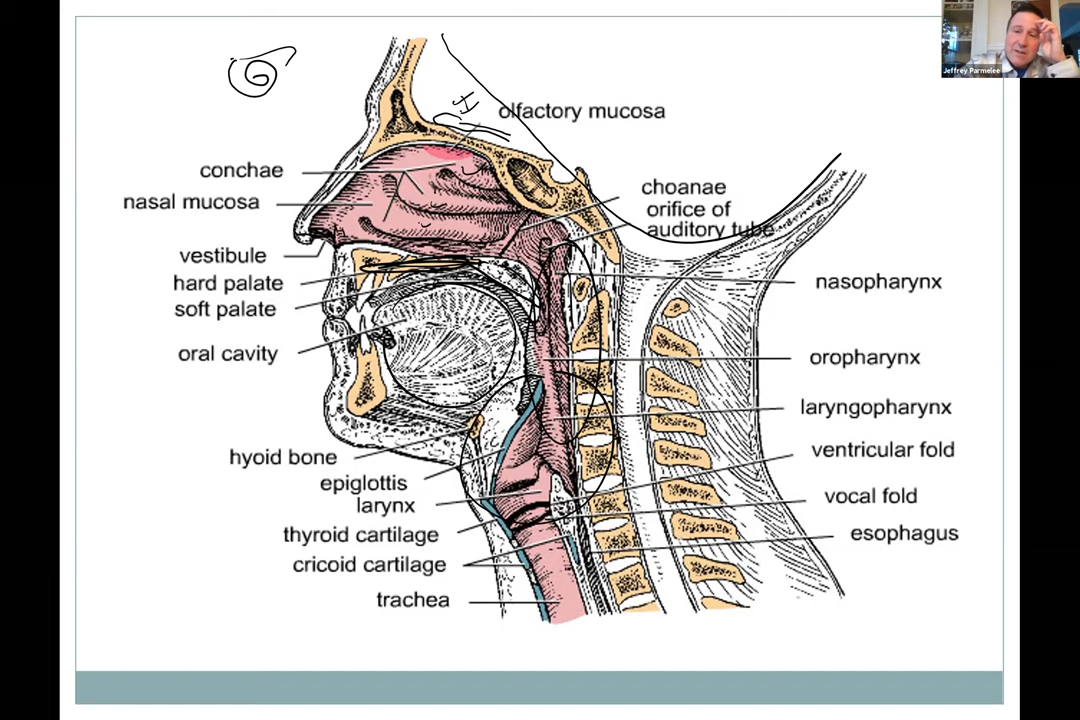 Jeffrey Parmelee
olfactory mucosa
conchae
nasal mucosa
vestibule
hard palate
soft palate
oral cavity
hyoid bone
epiglottis
larynx
thyroid cartilage
cricoid cartilage
trachea
choanae
orifice of
auditory tube
nasopharynx
oropharynx
laryngopharynx
ventricular fold
vocal fold
esophagus